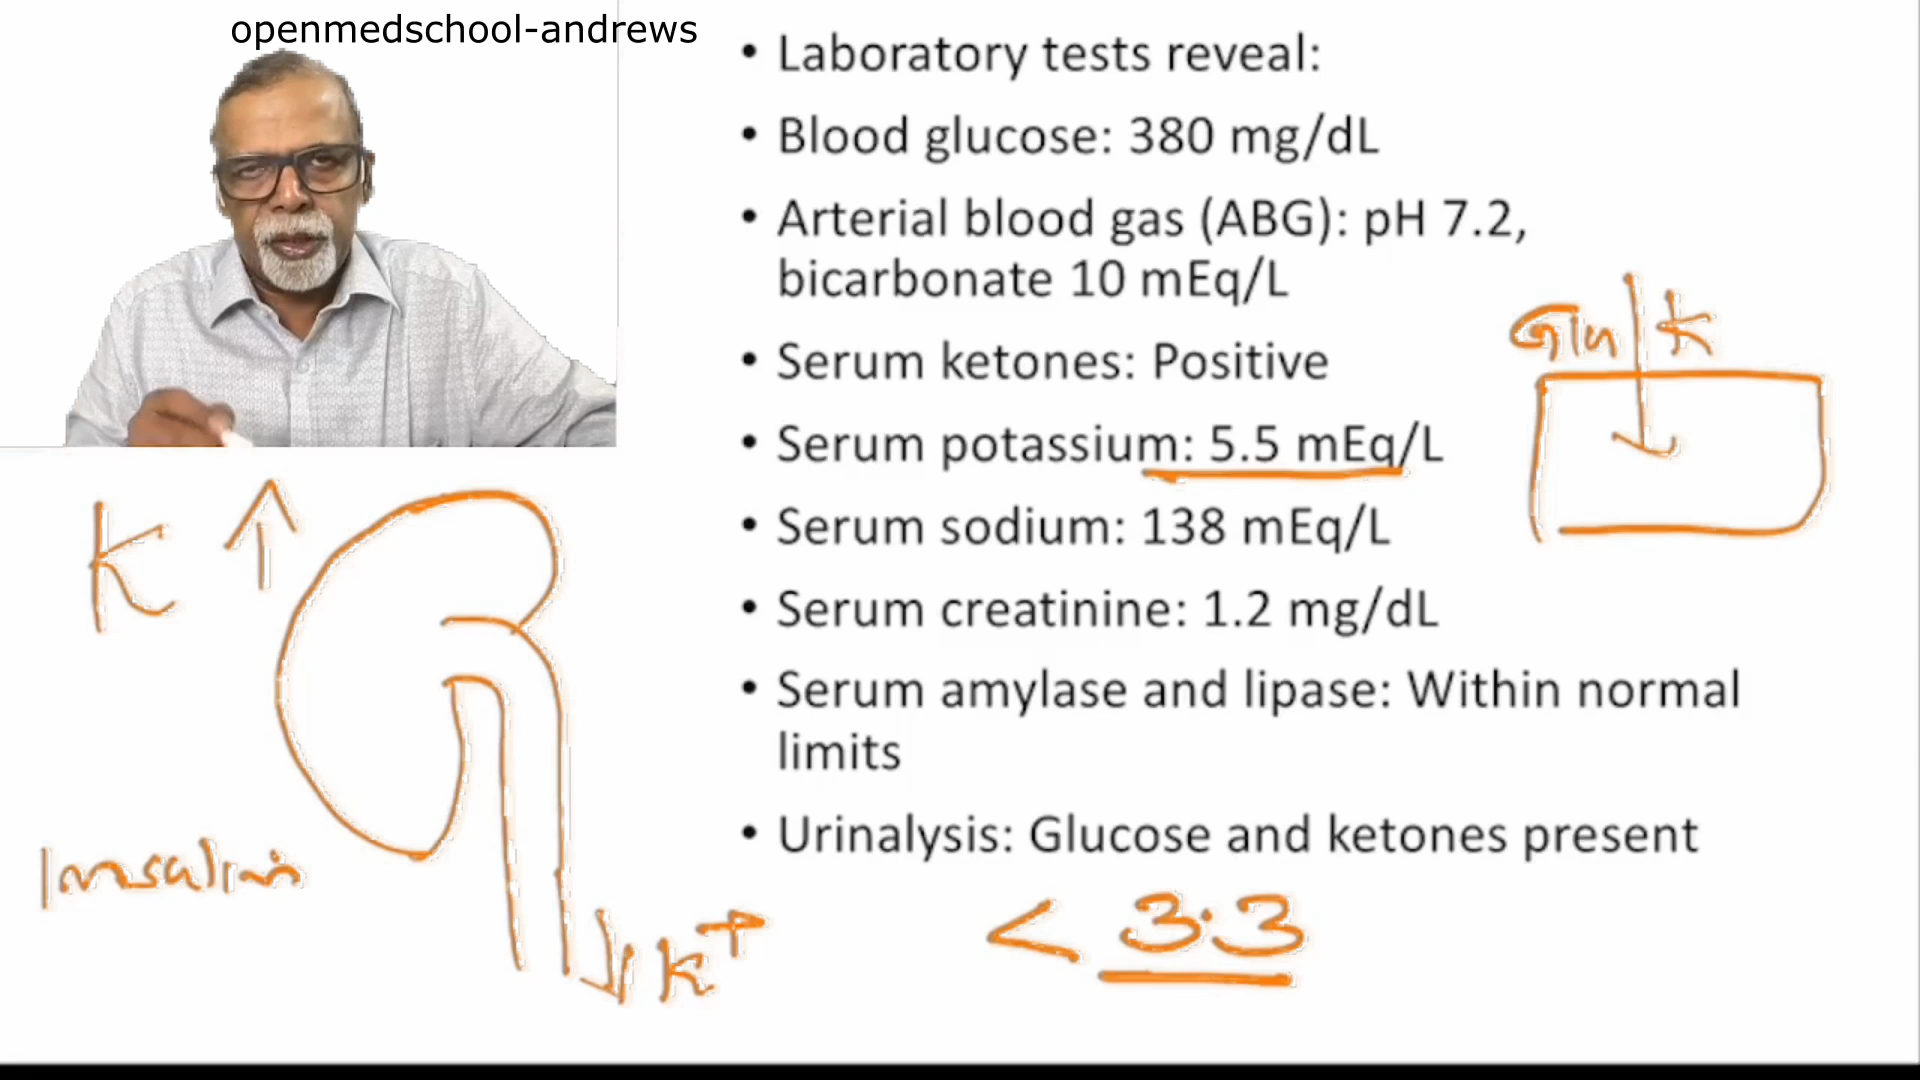 openmedschool-andrews
• Laboratory tests reveal:
• Blood glucose: 380 mg/dL
• Arterial blood gas (ABG): pH 7.2,
bicarbonate 10 mEq/L
• Serum ketones: Positive
• Serum potassium: 5.5 mEq/L
• Serum sodium: 138 mEq/L
• Serum creatinine: 1.2 mg/dL
• Serum amylase and lipase: Within normal
limits
• Urinalysis: Glucose and ketones present
Glu K
K ↑
Insulin
K+
< 3.3